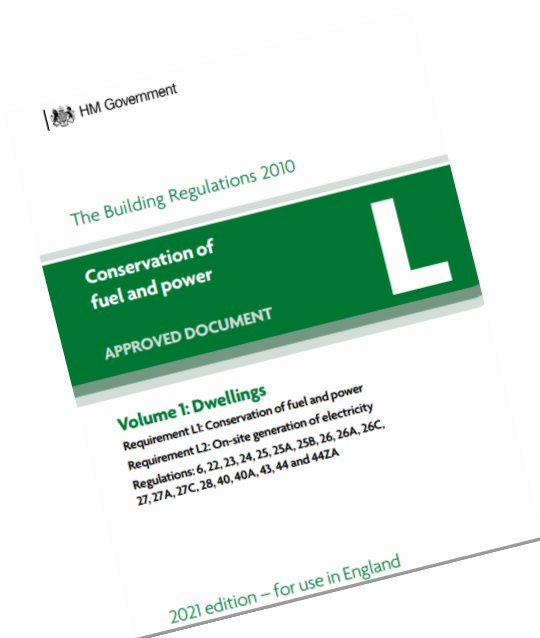 HM Government
The Building Regulations 2010
Conservation of
fuel and power
L
APPROVED DOCUMENT
Volume 1: Dwellings
Requirement L1: Conservation of fuel and power
Requirement L2: On-site generation of electricity
Regulations: 6, 22, 23, 24, 25, 25A, 25B, 26, 26A, 26C,
27, 27A, 27C, 28, 40, 40A, 43, 44 and 44ZA
2021 edition – for use in England